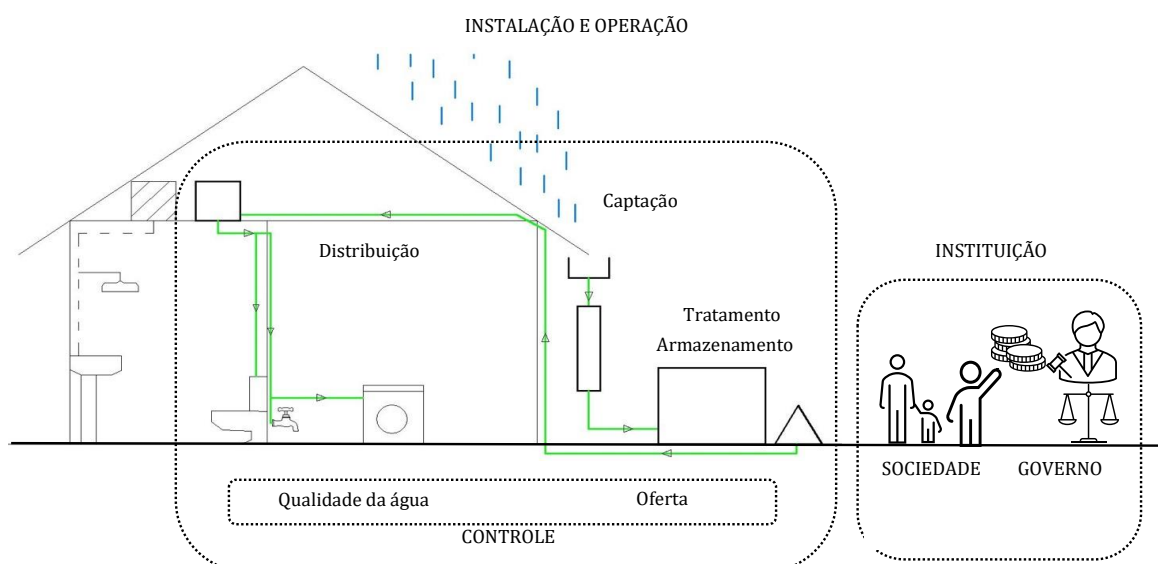 INSTALAÇÃO E OPERAÇÃO
Captação
Distribuição
INSTITUIÇÃO
Tratamento
Armazenamento
SOCIEDADE
GOVERNO
Qualidade da água
Oferta
CONTROLE